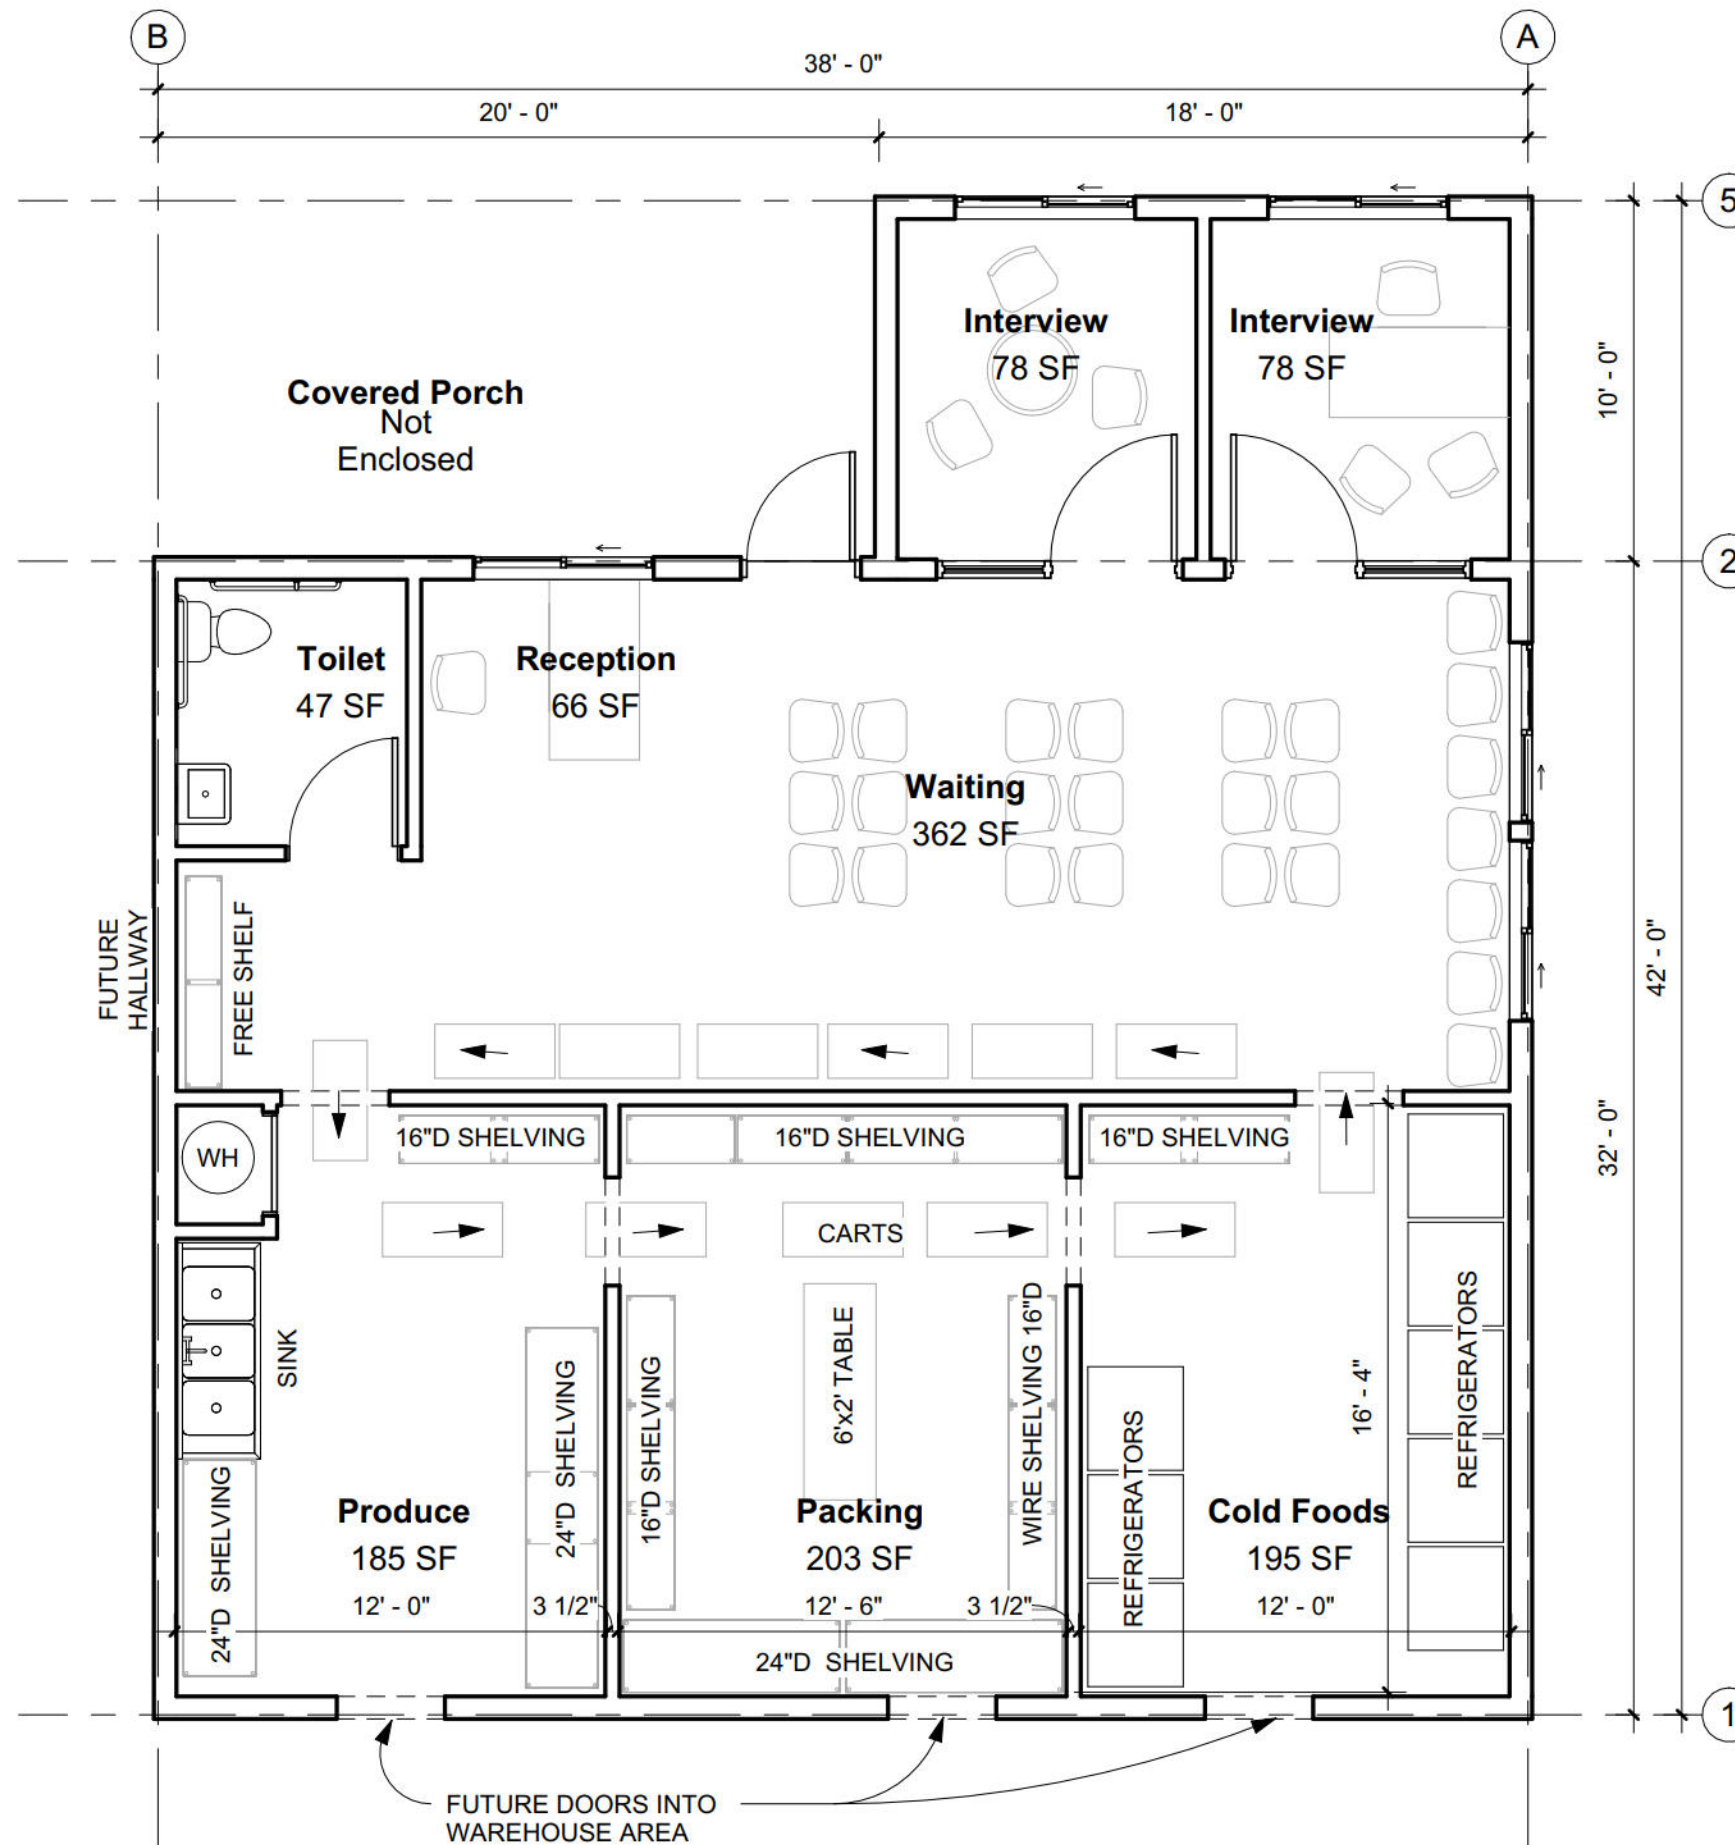 B
A
38' - 0"
20' - 0"
18' - 0"
5
Interview
78 SF
Interview
78 SF
10' - 0"
Covered Porch
Not
Enclosed
2
Toilet
47 SF
Reception
66 SF
Waiting
362 SF
FUTURE
HALLWAY
FREE SHELF
42' - 0"
32' - 0"
WH
16"D SHELVING
16"D SHELVING
16"D SHELVING
CARTS
SINK
24"D SHELVING
24"D SHELVING
16"D SHELVING
6'x2' TABLE
WIRE SHELVING 16"D
REFRIGERATORS
16' - 4"
REFRIGERATORS
Produce
185 SF
12' - 0"
3 1/2"
Packing
203 SF
12' - 6"
3 1/2"
Cold Foods
195 SF
12' - 0"
24"D SHELVING
1
FUTURE DOORS INTO
WAREHOUSE AREA